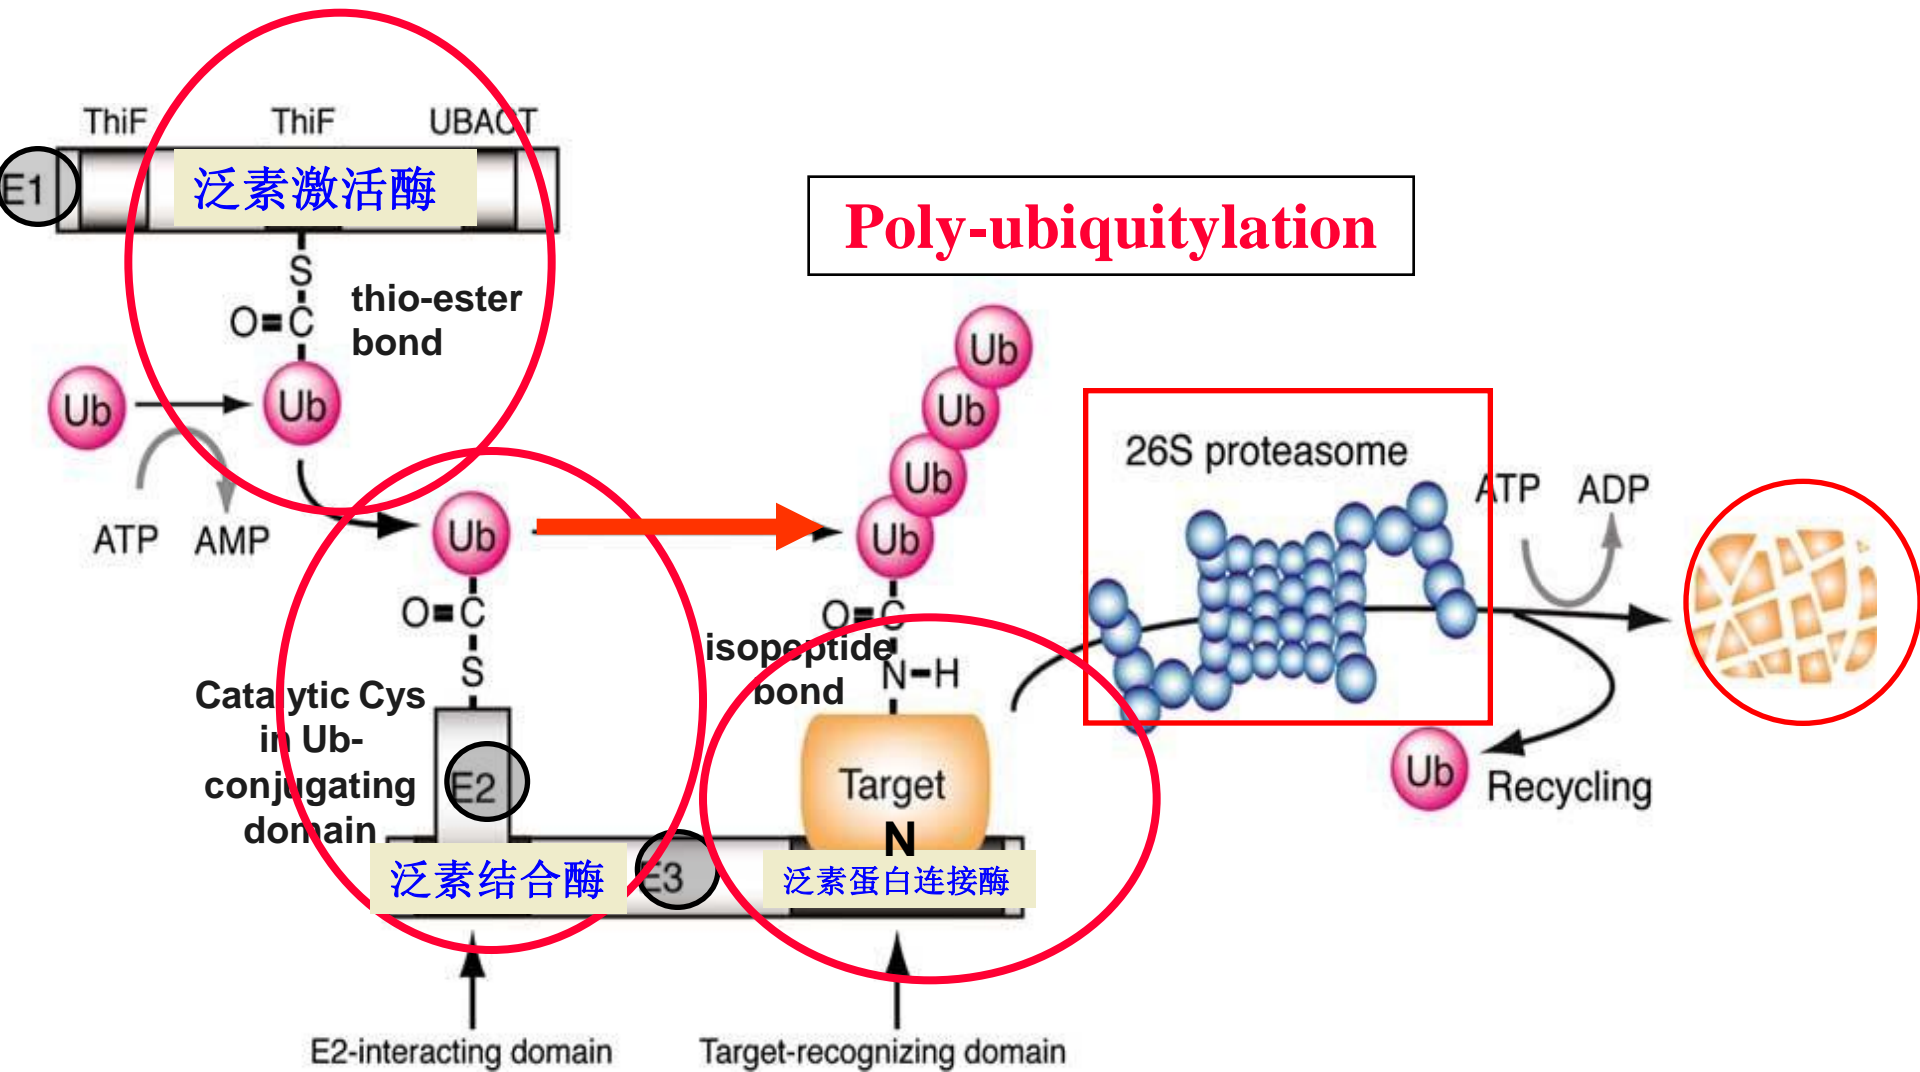 ThiF ThiF UBACT
E1
泛素激活酶
Poly-ubiquitylation
S
O C
thio-ester
bond
Ub
Ub
ATP AMP
Ub
O C
S
Catalytic Cys
in Ub-
conjugating
domain
E2
泛素结合酶
E3
Ub
Ub
Ub
Ub
O C
isopeptide
bond
N-H
Target
N
泛素蛋白连接酶
E2-interacting domain
Target-recognizing domain
26S proteasome
ATP ADP
Ub
Recycling